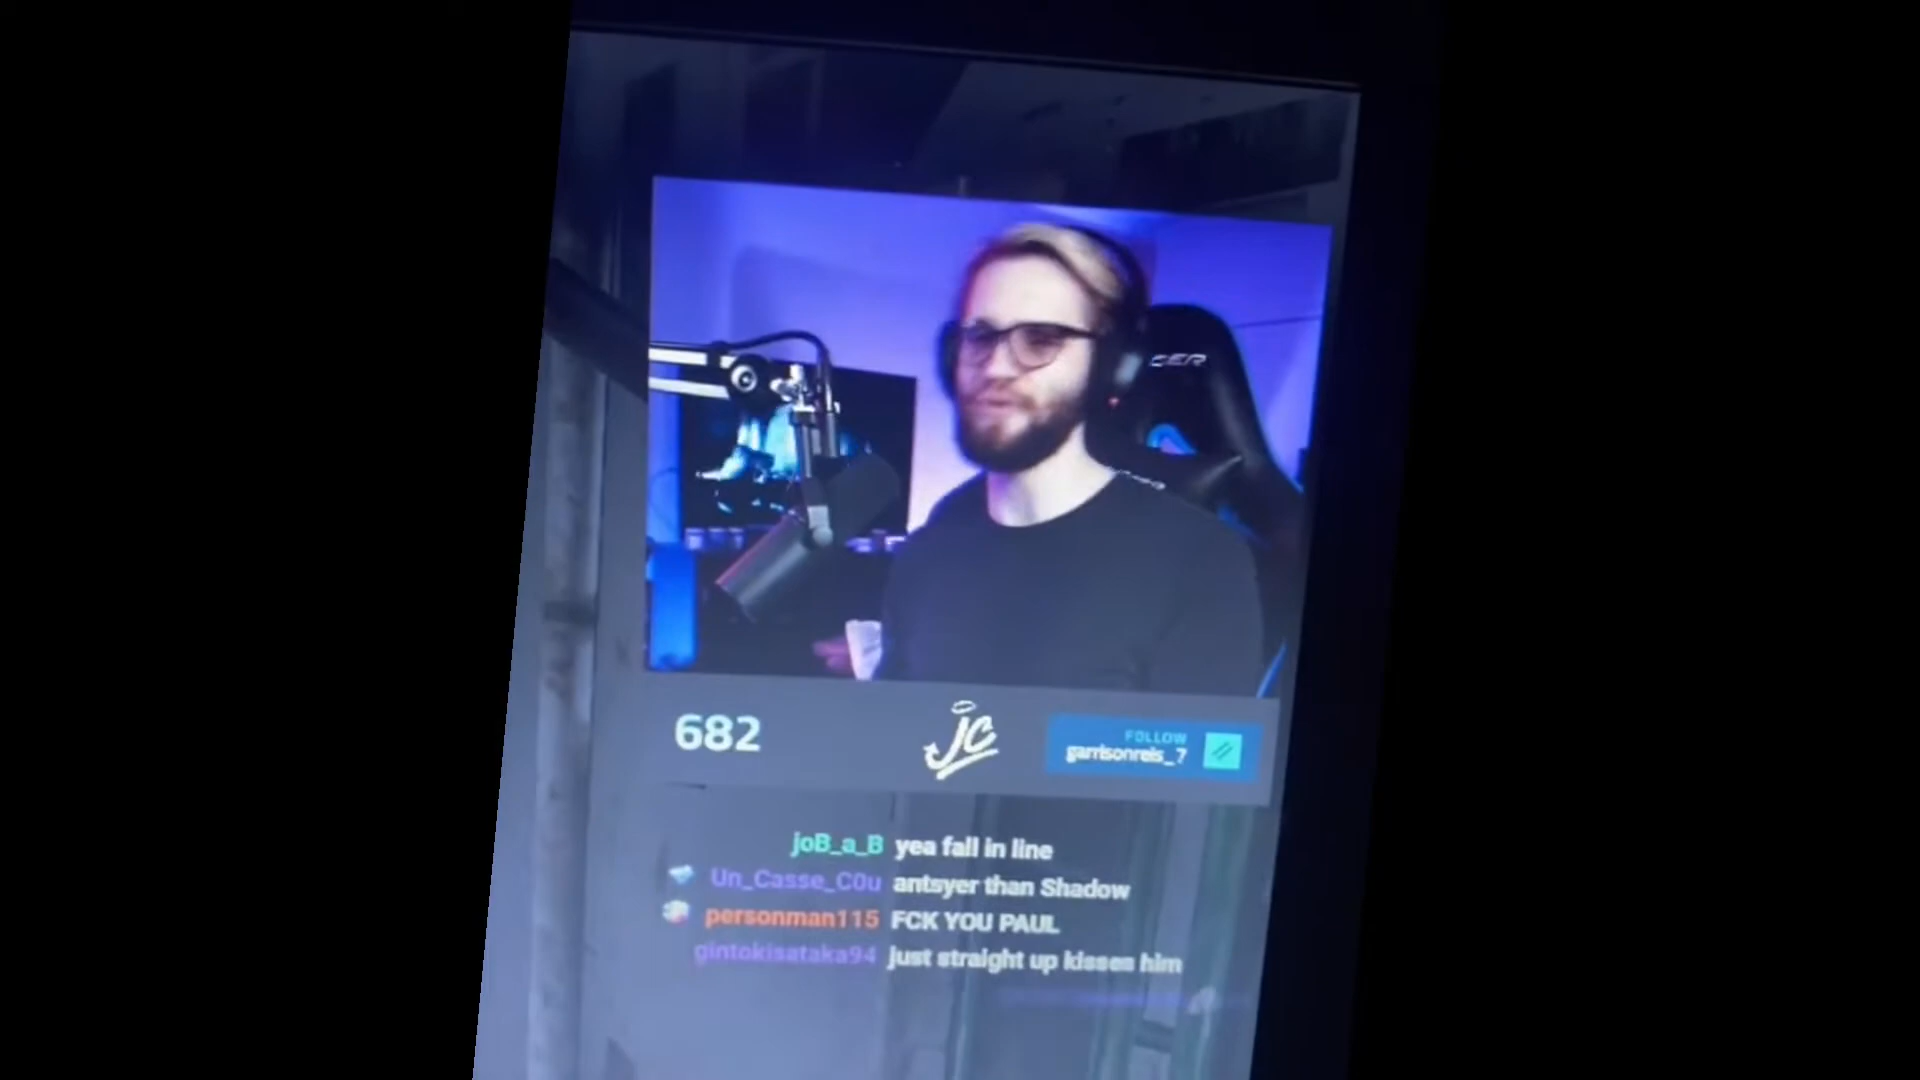 682
jc
FOLLOW
garrisonreis_7
joB_a_B yea fall in line
Un_Casse_C0u antsyer than Shadow
personman115 FCK YOU PAUL
gintokisataka94 just straight up kisses him